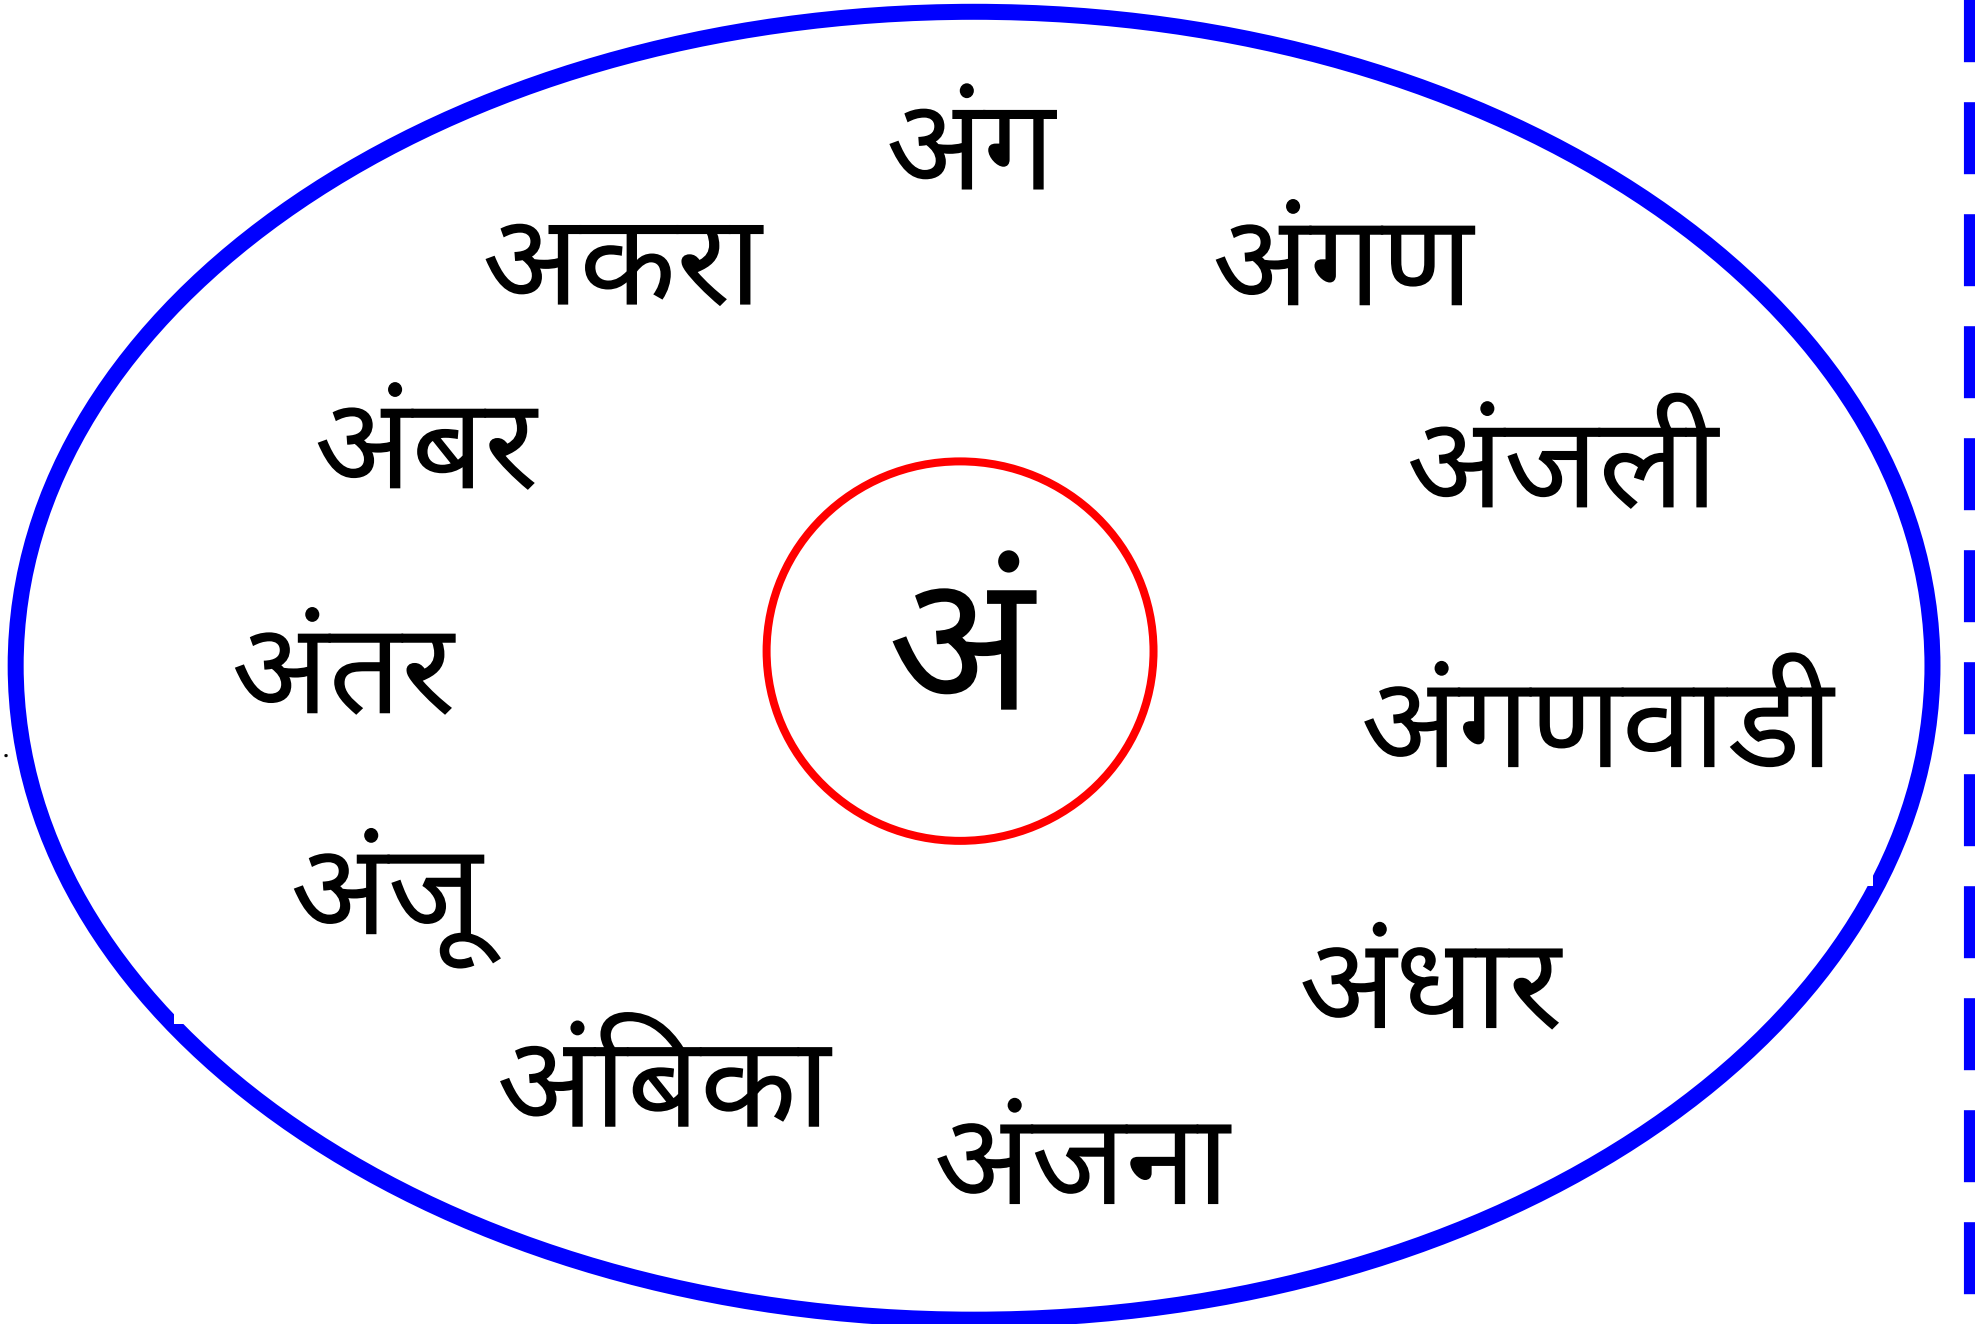 अंग
अकरा
अंगण
अंबर
अंजली
अं
अंतर
अंगणवाडी
अंजू
अंधार
अंबिका
अंजना